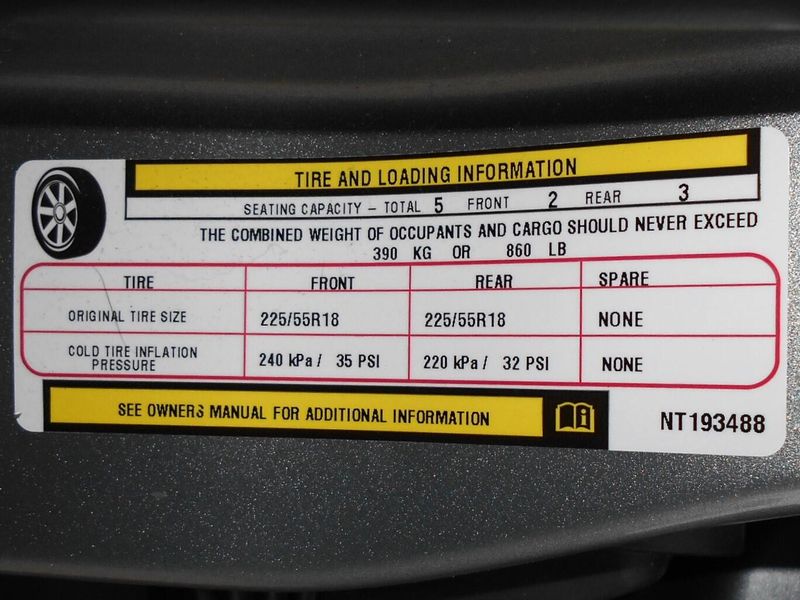 TIRE AND LOADING INFORMATION
SEATING CAPACITY – TOTAL 5 FRONT 2 REAR 3
THE COMBINED WEIGHT OF OCCUPANTS AND CARGO SHOULD NEVER EXCEED
390 KG OR 860 LB
TIRE FRONT REAR SPARE
ORIGINAL TIRE SIZE 225/55R18 225/55R18 NONE
COLD TIRE INFLATION
PRESSURE 240 kPa / 35 PSI 220 kPa / 32 PSI NONE
SEE OWNERS MANUAL FOR ADDITIONAL INFORMATION
NT193488